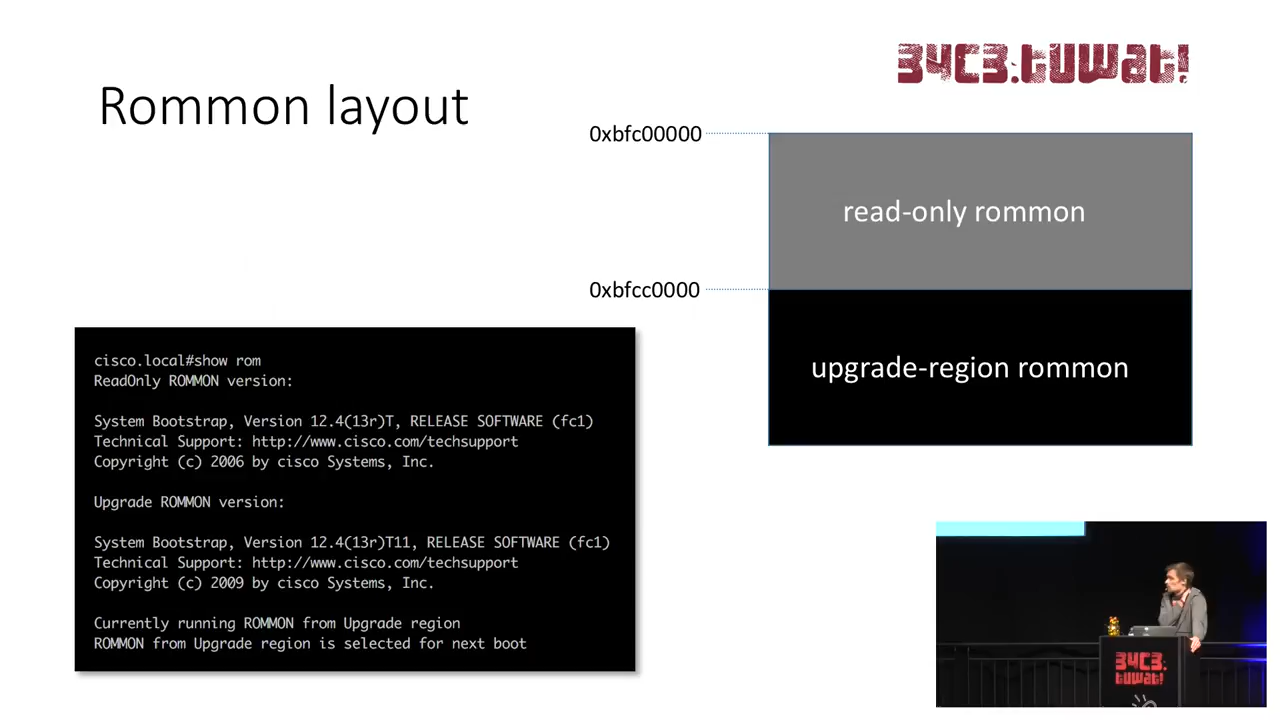 34C3.tuwat!
Rommon layout
0xbfc00000
read-only rommon
0xbfcc0000
upgrade-region rommon
cisco.local#show rom
ReadOnly ROMMON version:
System Bootstrap, Version 12.4(13r)T, RELEASE SOFTWARE (fc1)
Technical Support: http://www.cisco.com/techsupport
Copyright (c) 2006 by cisco Systems, Inc.
Upgrade ROMMON version:
System Bootstrap, Version 12.4(13r)T11, RELEASE SOFTWARE (fc1)
Technical Support: http://www.cisco.com/techsupport
Copyright (c) 2009 by cisco Systems, Inc.
Currently running ROMMON from Upgrade region
ROMMON from Upgrade region is selected for next boot
34C3.
tuwat!